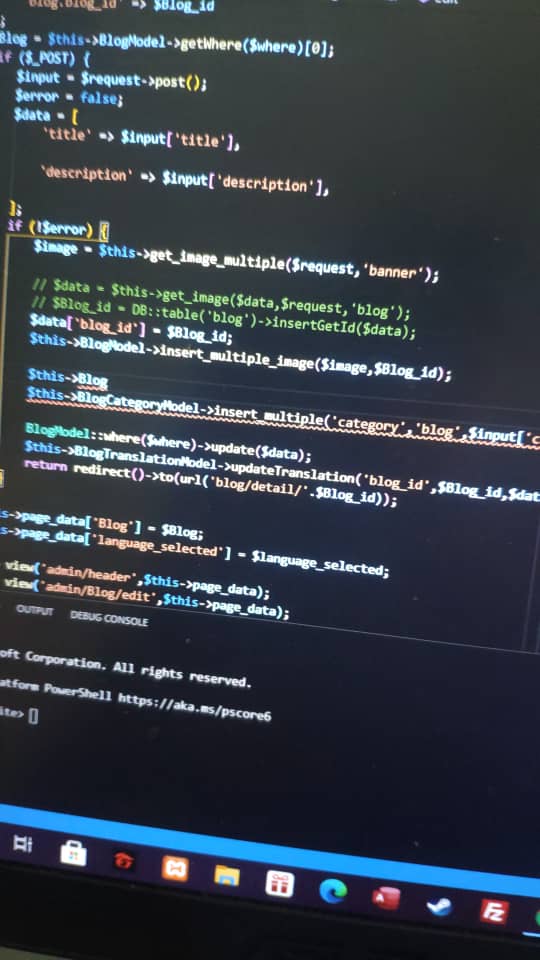 'blog.blog_id' => $Blog_id
;
Blog = $this->BlogModel->getWhere($where)[0];
if ($_POST) {
$input = $request->post();
$error = false;
$data = [
'title' => $input['title'],
'description' => $input['description'],
];
if (!$error) {
$image = $this->get_image_multiple($request,'banner');
// $data = $this->get_image($data,$request,'blog');
// $Blog_id = DB::table('blog')->insertGetId($data);
$data['blog_id'] = $Blog_id;
$this->BlogModel->insert_multiple_image($image,$Blog_id);
$this->Blog
$this->BlogCategoryModel->insert_multiple('category','blog',$input['c
BlogModel::where($where)->update($data);
$this->BlogTranslationModel->updateTranslation('blog_id',$Blog_id,$dat
return redirect()->to(url('blog/detail/'.$Blog_id));
s->page_data['Blog'] = $Blog;
s->page_data['language_selected'] = $language_selected;
view('admin/header',$this->page_data);
view('admin/Blog/edit',$this->page_data);
OUTPUT DEBUG CONSOLE
oft Corporation. All rights reserved.
atform PowerShell https://aka.ms/pscore6
ite>